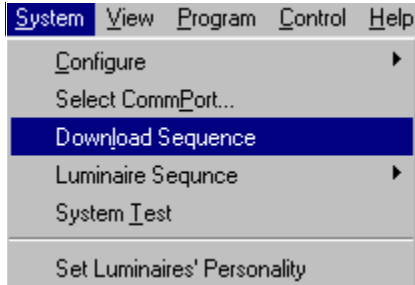 System View Program Control Help
Configure
Select CommPort...
Download Sequence
Luminaire Sequnce
System Test
Set Luminaires' Personality